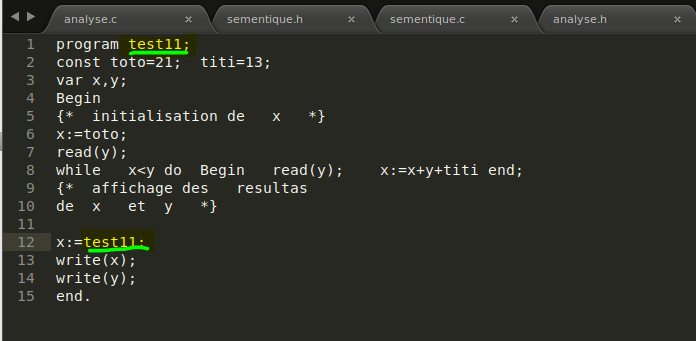 analyse.c × sementique.h × sementique.c × analyse.h ×
1 program test11;
2 const toto=21;  titi=13;
3 var x,y;
4 Begin
5 {*  initialisation de   x   *}
6 x:=toto;
7 read(y);
8 while   x<y do  Begin   read(y);    x:=x+y+titi end;
9 {*  affichage des   resultas
10 de  x   et  y   *}
11
12 x:=test11;
13 write(x);
14 write(y);
15 end.